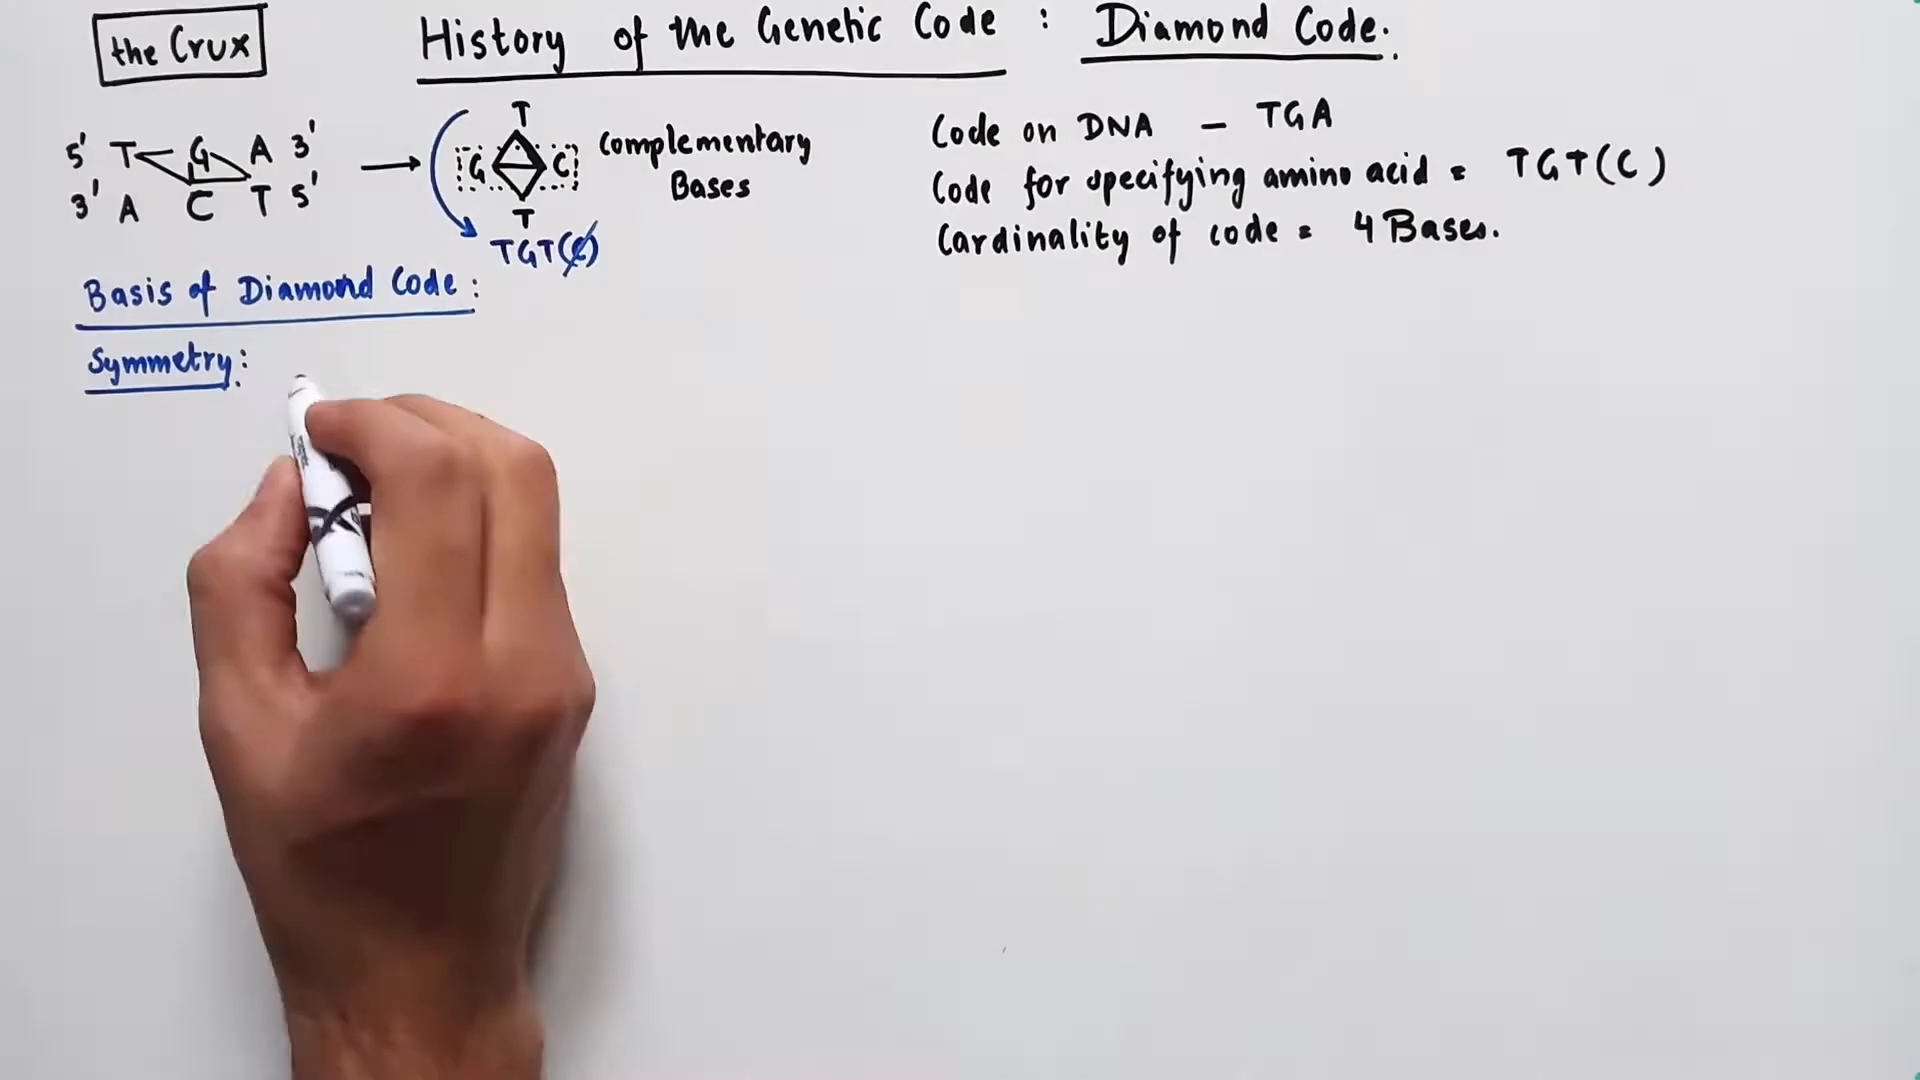 the Crux
History of the Genetic Code : Diamond Code.
5' T G A 3'
3' A C T 5'
T
G C
T
TGT(C)
Complementary
Bases
Code on DNA - TGA
Code for specifying amino acid = TGT(C)
Cardinality of code = 4 Bases.
Basis of Diamond Code:
Symmetry: